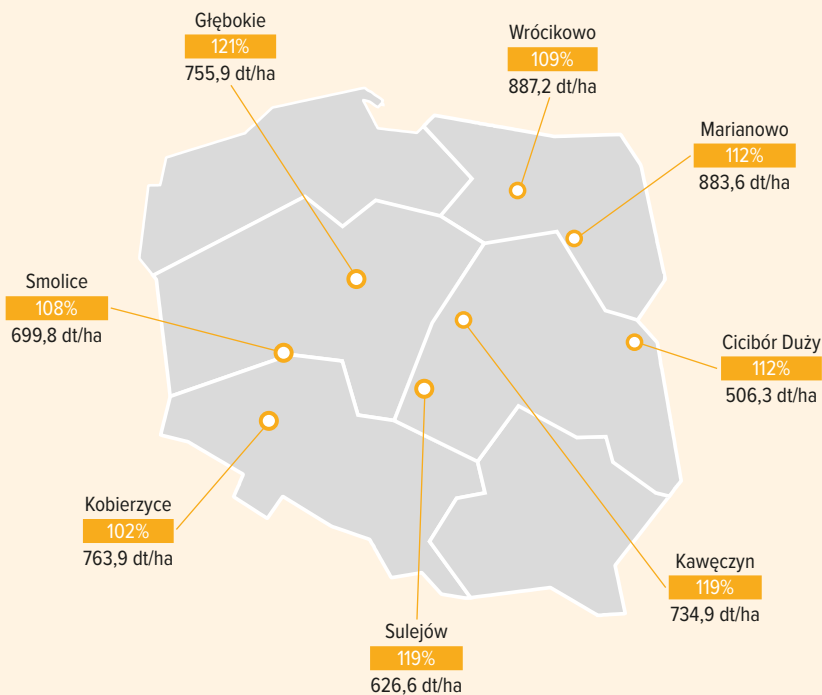 Głębokie
121%
755,9 dt/ha
Wrócikowo
109%
887,2 dt/ha
Marianowo
112%
883,6 dt/ha
Smolice
108%
699,8 dt/ha
Cicibór Duży
112%
506,3 dt/ha
Kobierzyce
102%
763,9 dt/ha
Kawęczyn
119%
734,9 dt/ha
Sulejów
119%
626,6 dt/ha